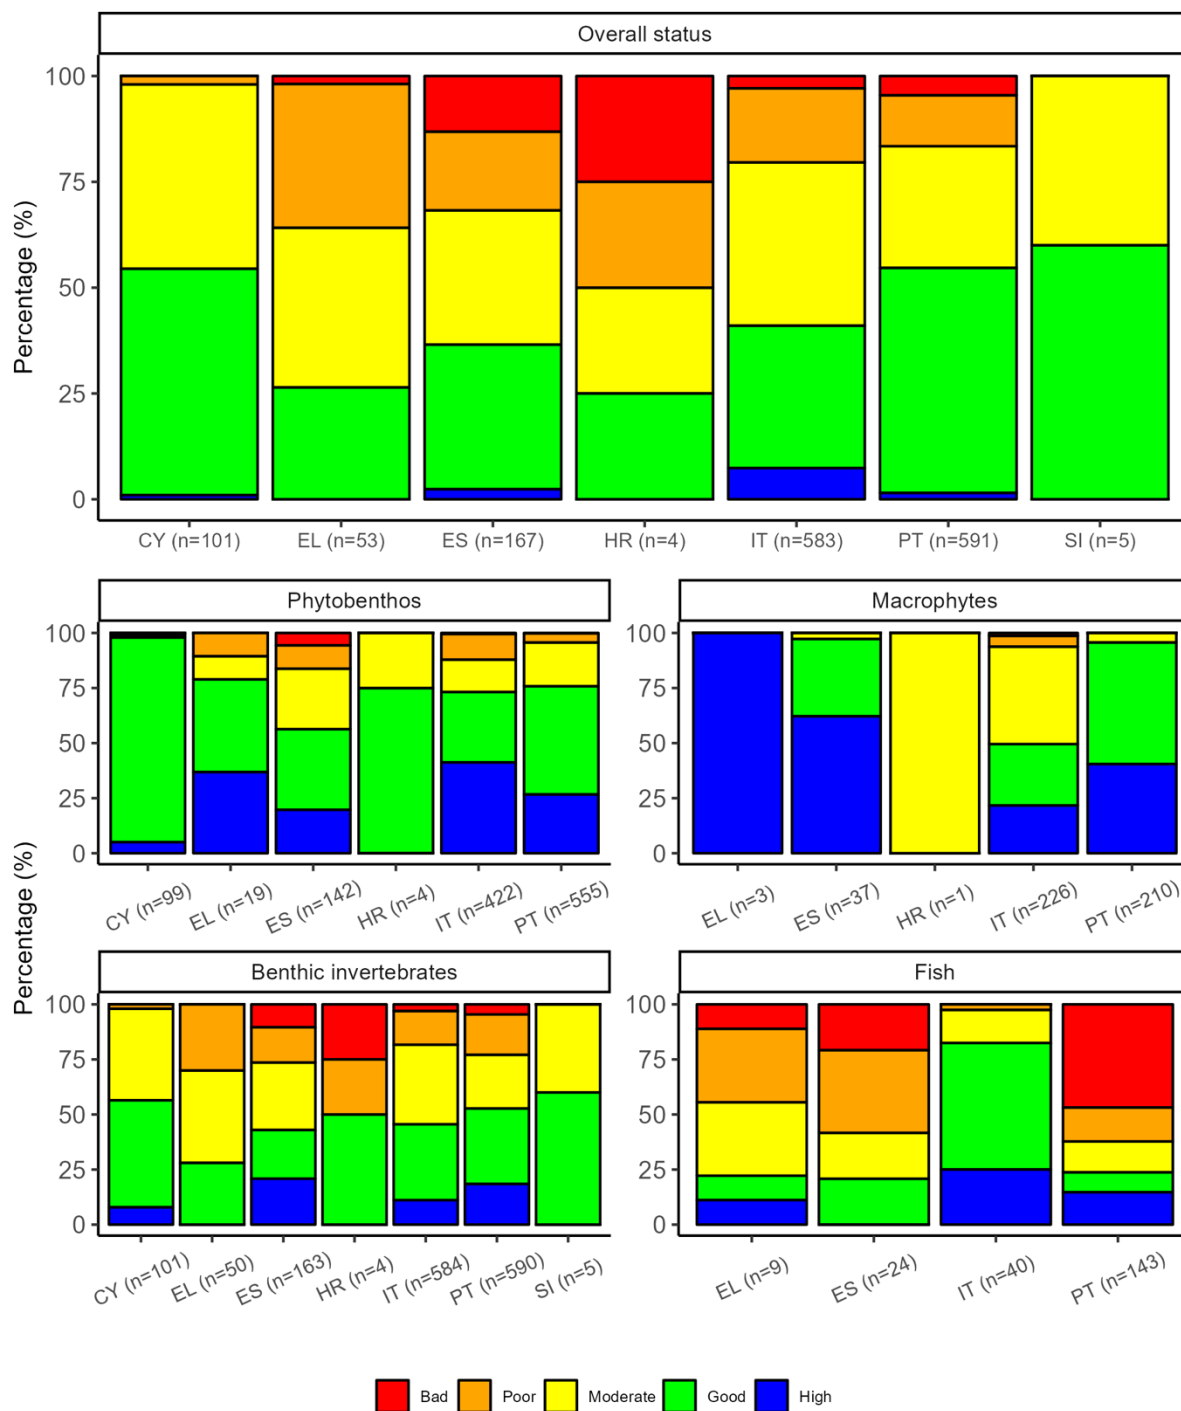 Overall status
Percentage (%)
100
75
50
25
0
CY (n=101) EL (n=53) ES (n=167) HR (n=4) IT (n=583) PT (n=591) SI (n=5)
Percentage (%)
Phytobenthos
100
75
50
25
0
CY (n=99) EL (n=19) ES (n=142) HR (n=4) IT (n=422) PT (n=555)
Macrophytes
100
75
50
25
0
EL (n=3) ES (n=37) HR (n=1) IT (n=226) PT (n=210)
Benthic invertebrates
100
75
50
25
0
CY (n=101) EL (n=50) ES (n=163) HR (n=4) IT (n=584) PT (n=590) SI (n=5)
Fish
100
75
50
25
0
EL (n=9) ES (n=24) IT (n=40) PT (n=143)
Bad Poor Moderate Good High